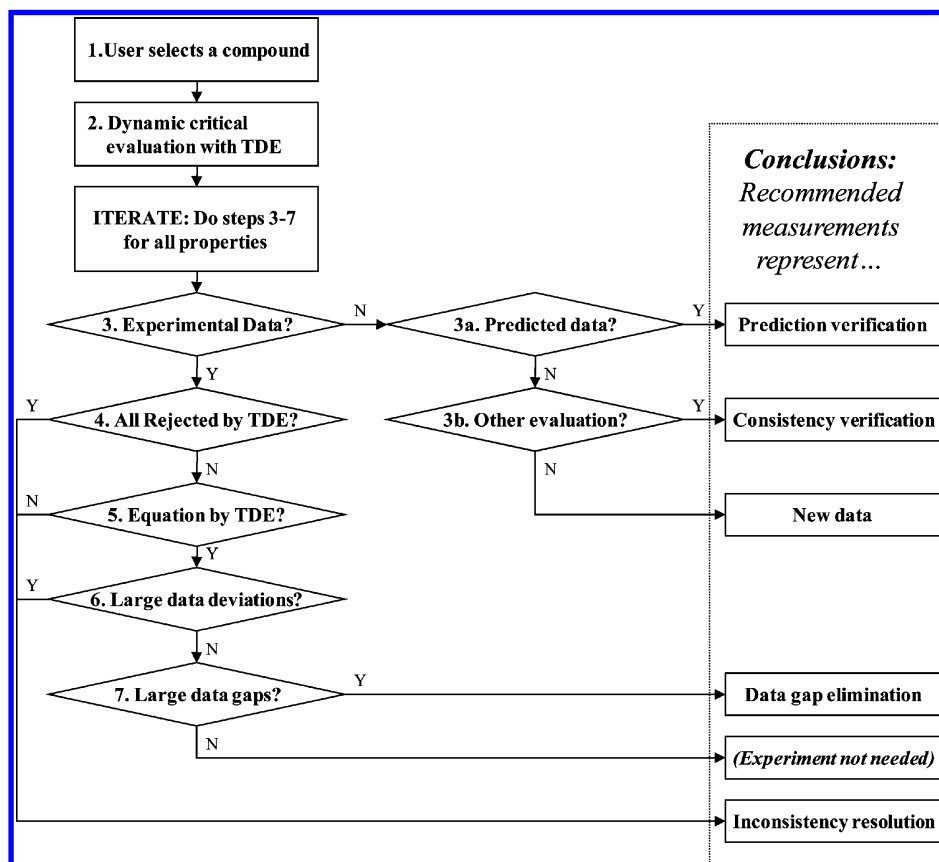 1.User selects a compound
2. Dynamic critical
evaluation with TDE
ITERATE: Do steps 3-7
for all properties
Conclusions:
Recommended
measurements
represent...
3. Experimental Data?
N
3a. Predicted data?
Y
Prediction verification
Y
N
Y
4. All Rejected by TDE?
3b. Other evaluation?
Y
Consistency verification
N
N
N
5. Equation by TDE?
New data
Y
Y
6. Large data deviations?
N
7. Large data gaps?
Y
Data gap elimination
N
(Experiment not needed)
Inconsistency resolution